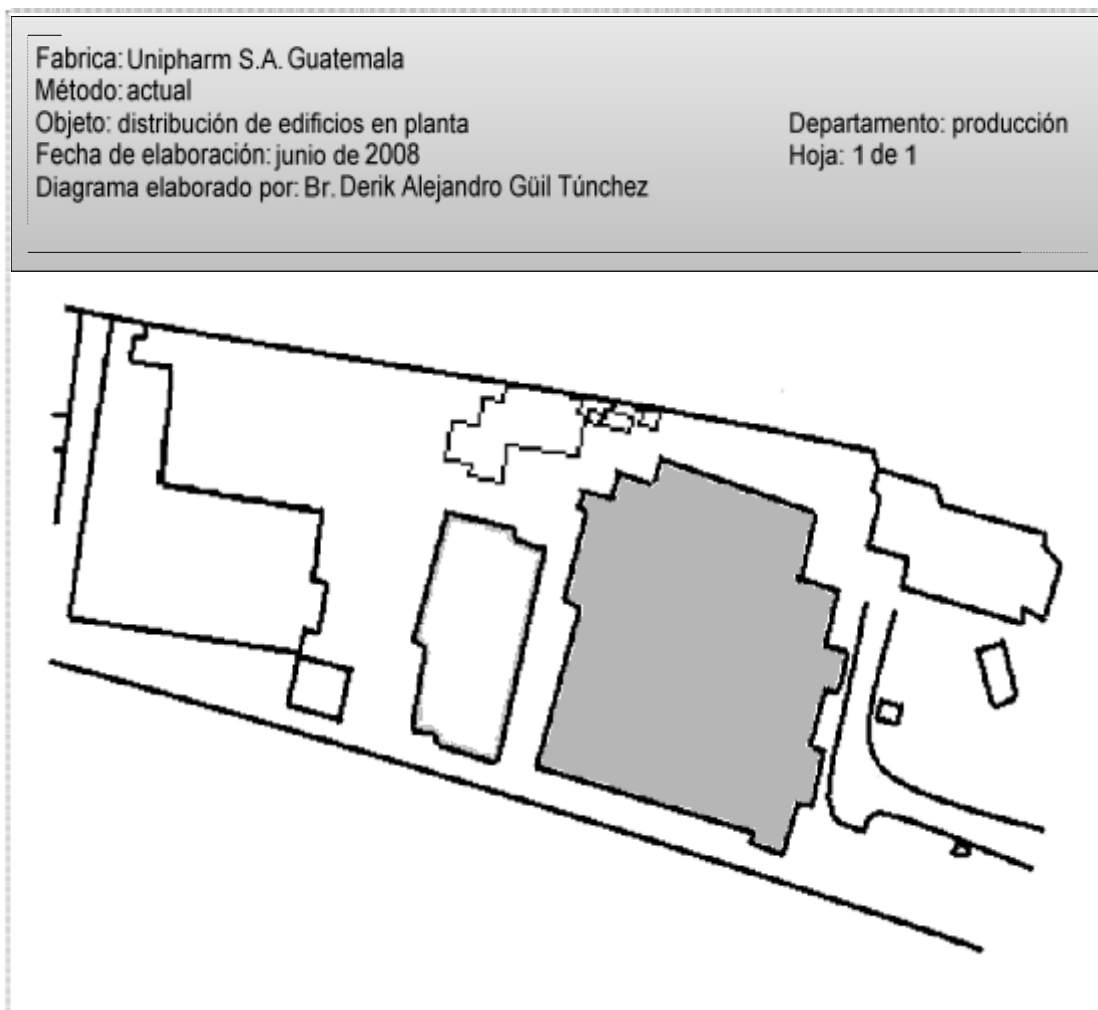 Fabrica: Unipharm S.A. Guatemala
Método: actual
Objeto: distribución de edificios en planta
Departamento: producción
Fecha de elaboración: junio de 2008
Hoja: 1 de 1
Diagrama elaborado por: Br. Derik Alejandro Güil Túnchez